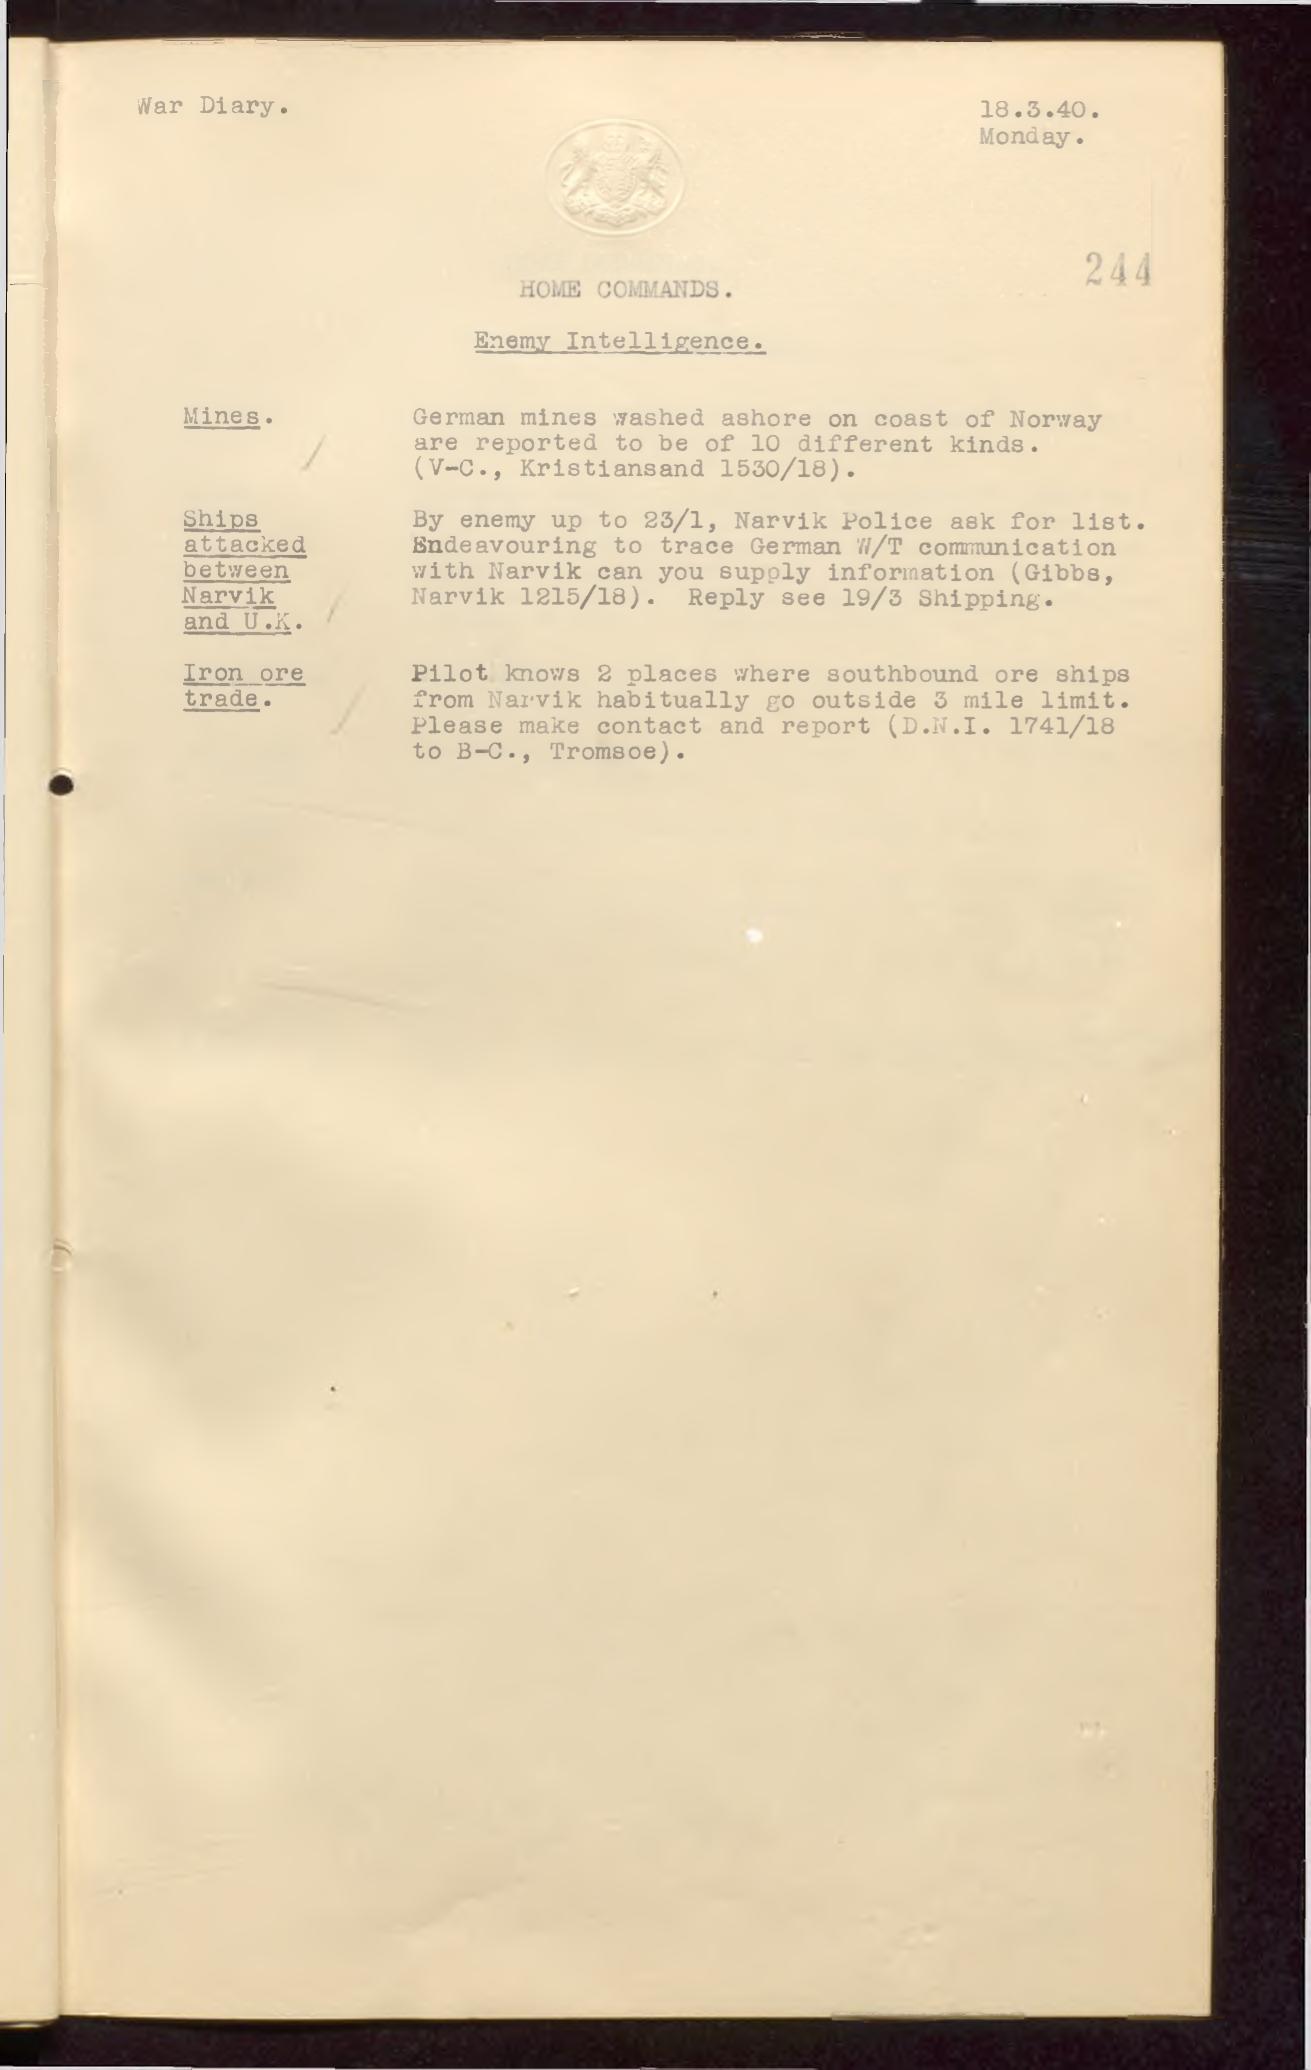 War Diary.
18.3.40.
Monday.
244
HOME COMMANDS.
Enemy Intelligence.
Mines.
German mines washed ashore on coast of Norway
are reported to be of 10 different kinds.
(V-C., Kristiansand 1530/18).
Ships
attacked
between
Narvik
and U.K.
By enemy up to 23/1, Narvik Police ask for list.
Endeavouring to trace German W/T communication
with Narvik can you supply information (Gibbs,
Narvik 1215/18). Reply see 19/3 Shipping.
Iron ore
trade.
Pilot knows 2 places where southbound ore ships
from Narvik habitually go outside 3 mile limit.
Please make contact and report (D.N.I. 1741/18
to B-C., Tromsoe).